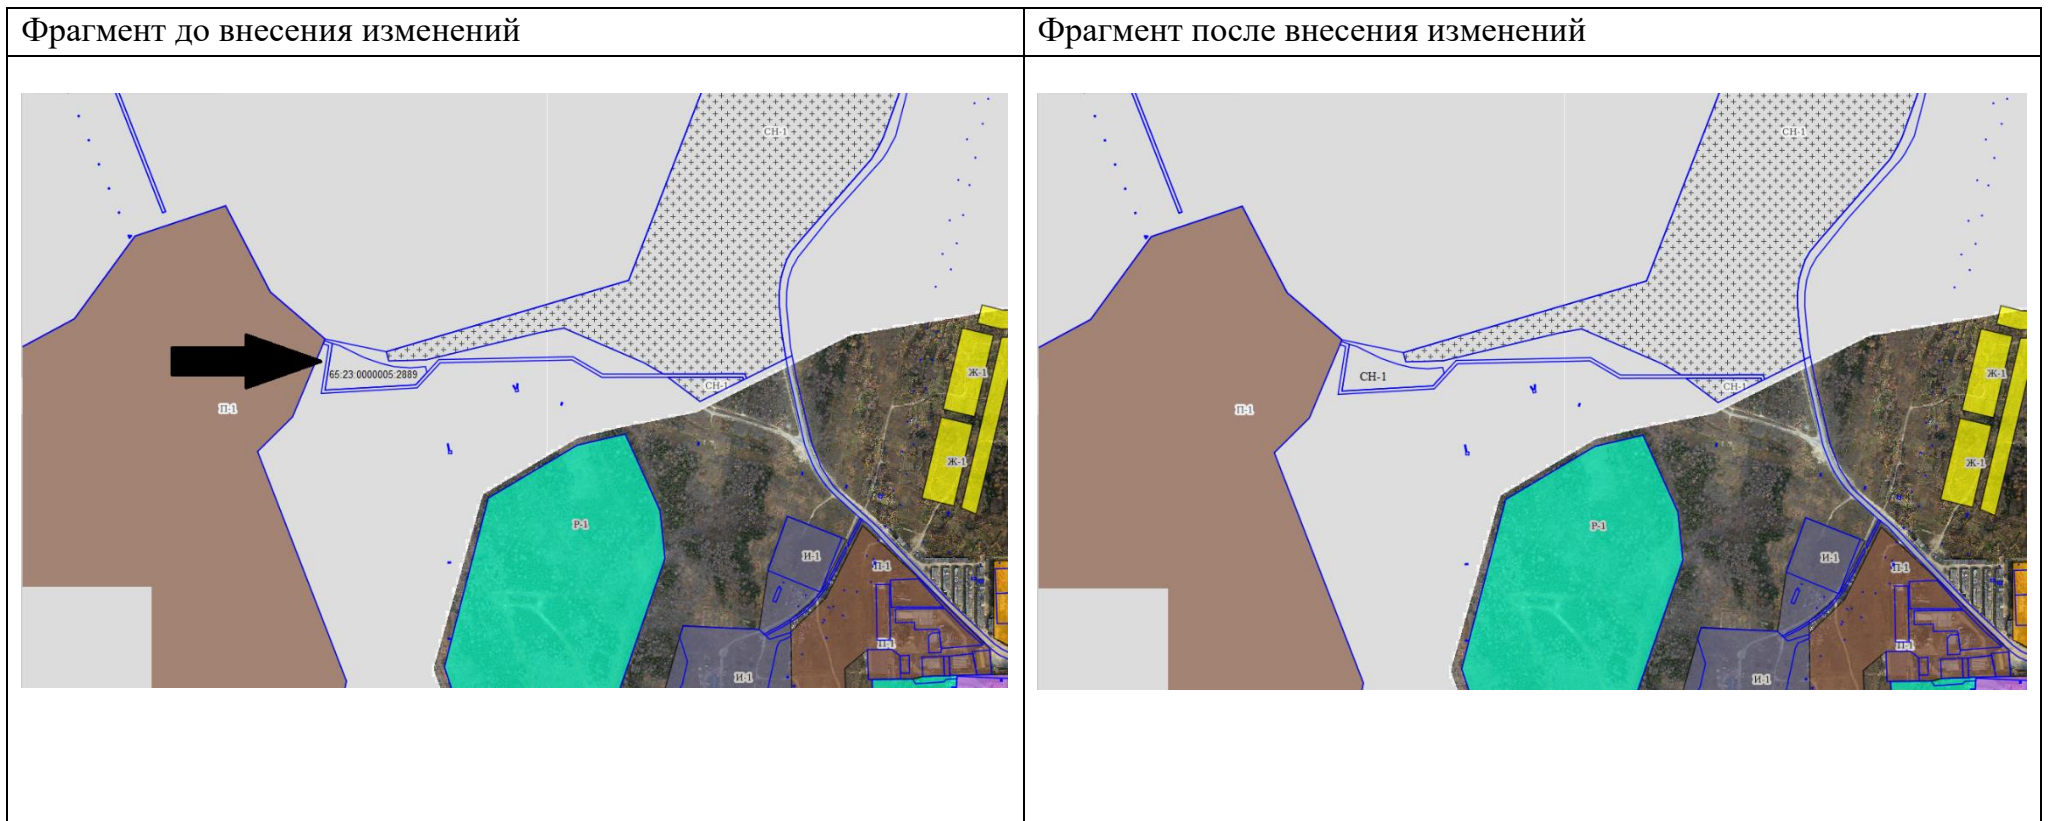 Фрагмент до внесения изменений
Фрагмент после внесения изменений
СН-1
65:23:0000005:2889
П-1
СН-1
Ж-1
Ж-1
Р-1
И-1
П-1
П-1
И-1
СН-1
СН-1
П-1
СН-1
Ж-1
Ж-1
Р-1
И-1
П-1
П-1
И-1